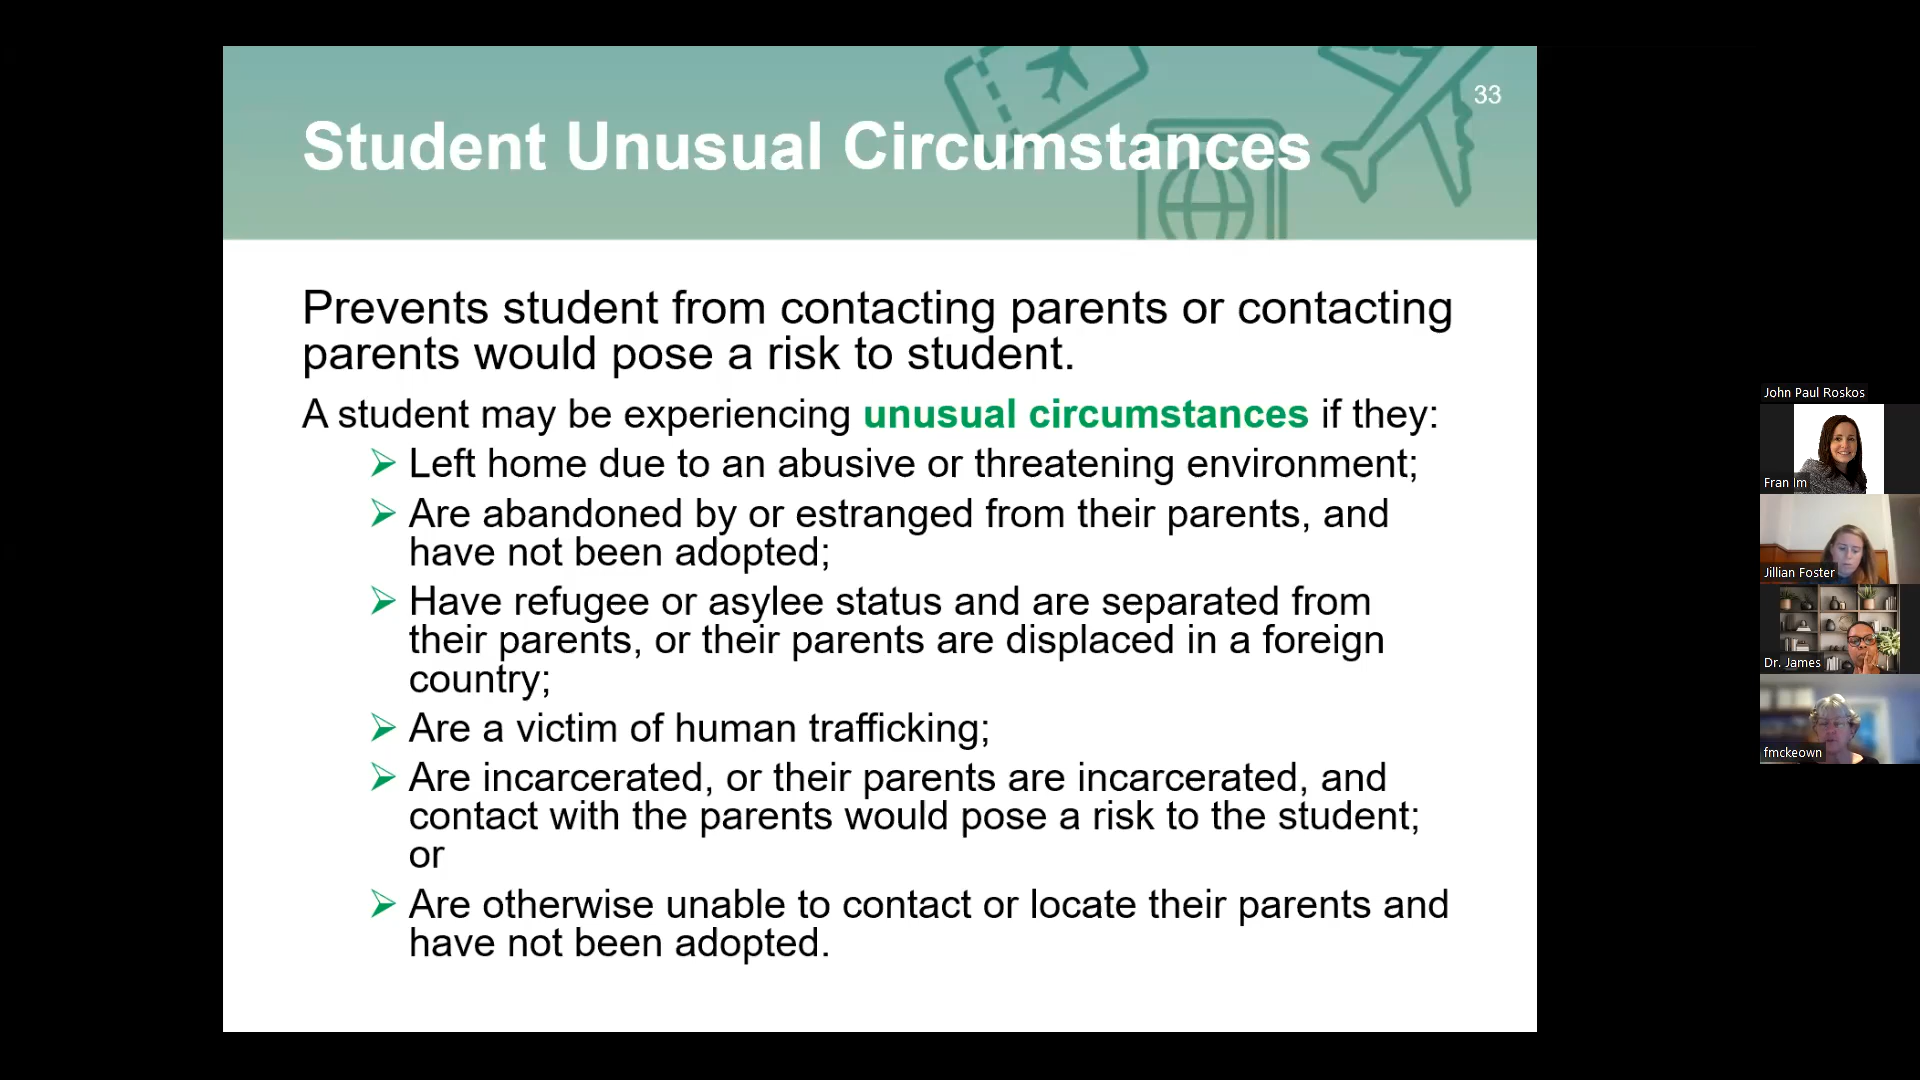 33
Student Unusual Circumstances
Prevents student from contacting parents or contacting
parents would pose a risk to student.
A student may be experiencing unusual circumstances if they:
Left home due to an abusive or threatening environment;
Are abandoned by or estranged from their parents, and
have not been adopted;
Have refugee or asylee status and are separated from
their parents, or their parents are displaced in a foreign
country;
Are a victim of human trafficking;
Are incarcerated, or their parents are incarcerated, and
contact with the parents would pose a risk to the student;
or
Are otherwise unable to contact or locate their parents and
have not been adopted.
John Paul Roskos
Fran Im
Jillian Foster
Dr. James
fmckeown